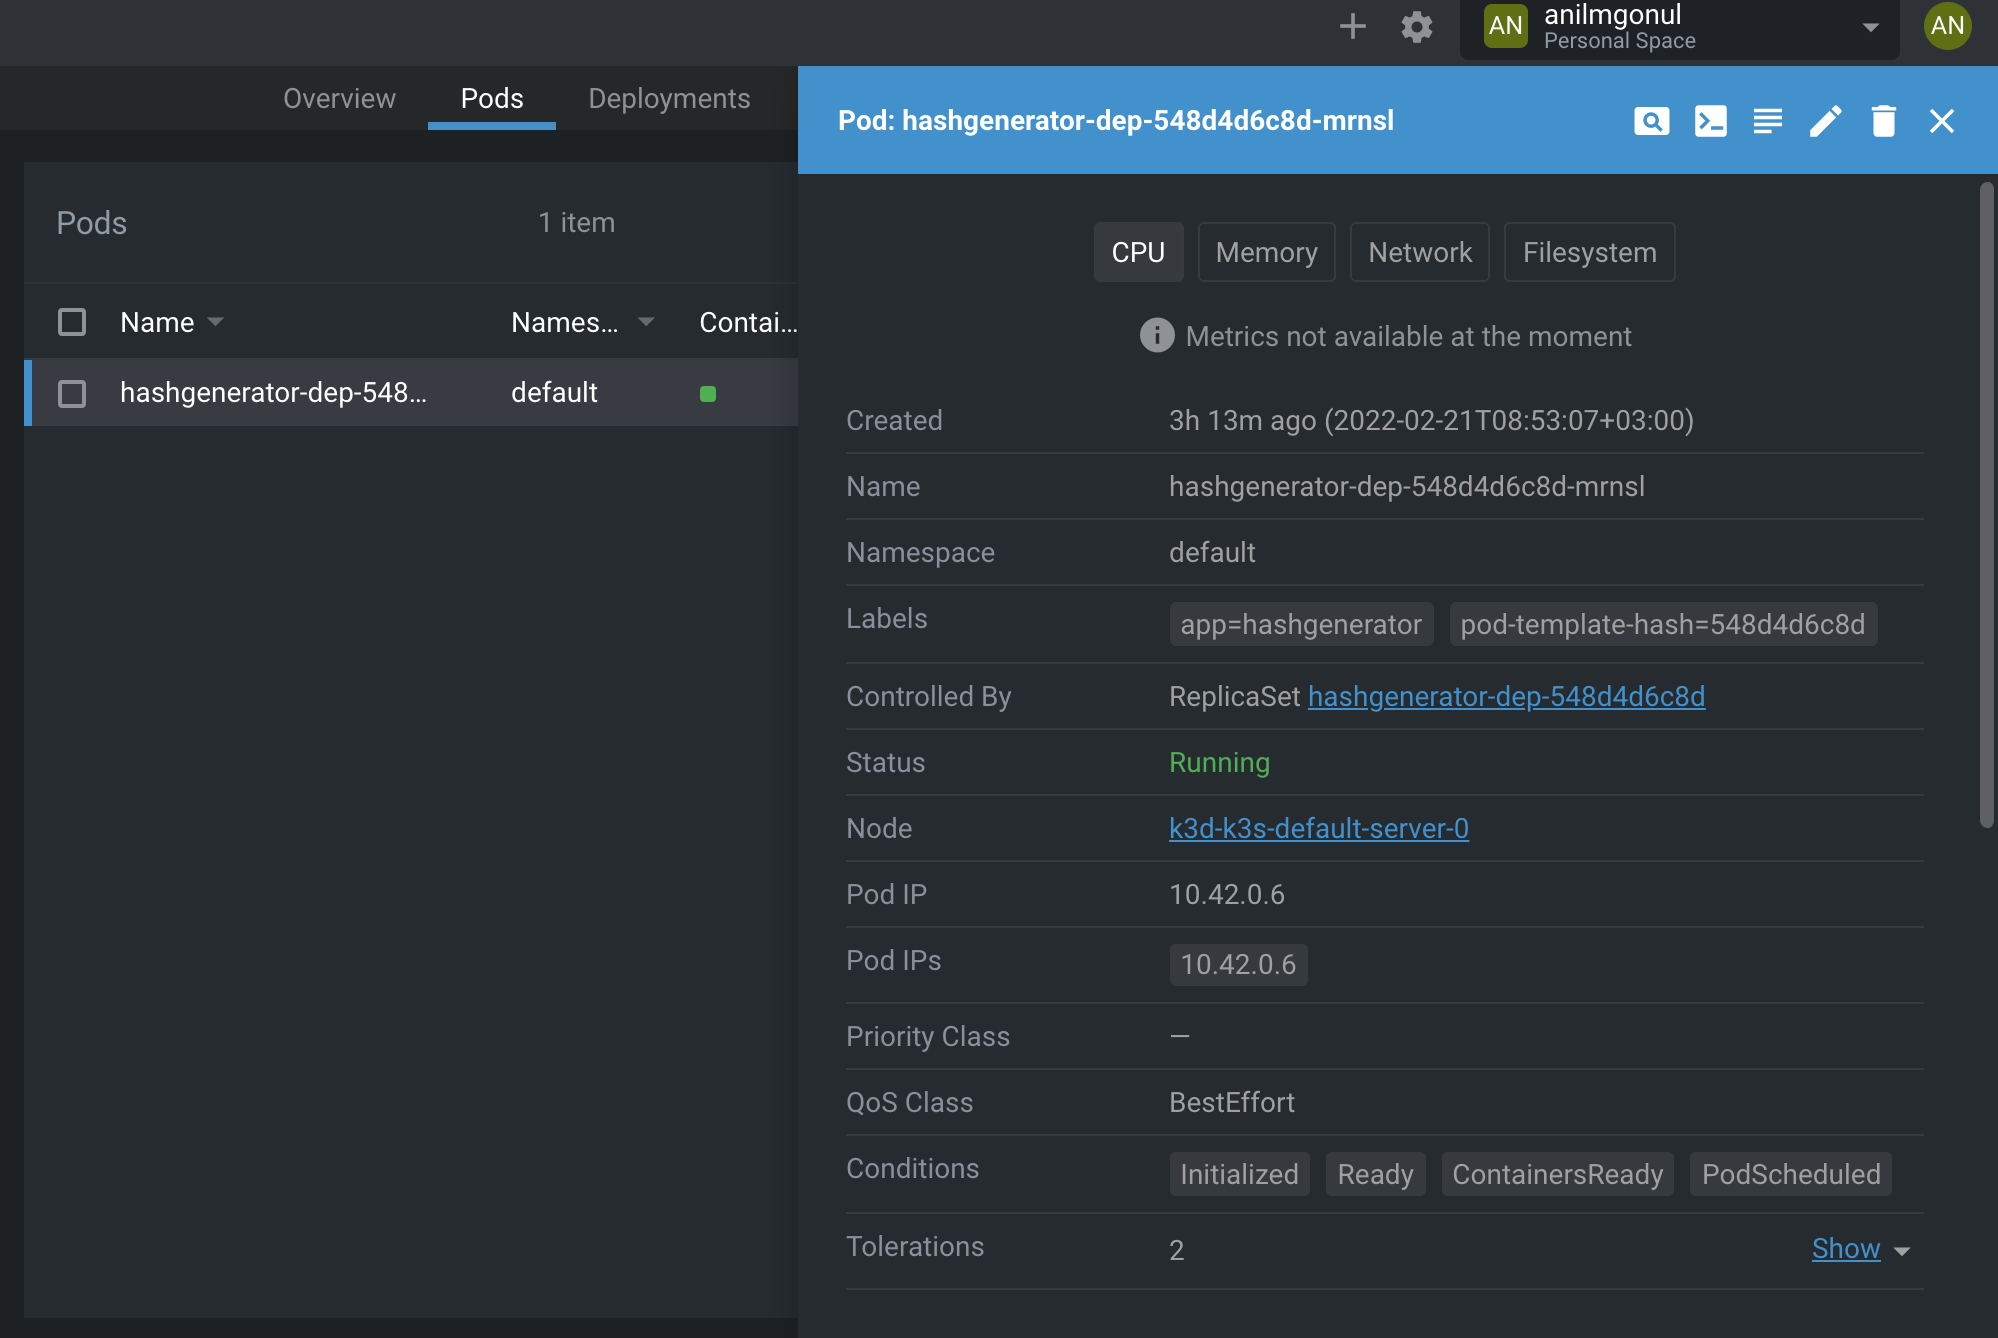 AN
anilmgonul
Personal Space
AN
Overview
Pods
Deployments
Pod: hashgenerator-dep-548d4d6c8d-mrnsl
Pods
1 item
Name
Names...
Contai...
hashgenerator-dep-548...
default
CPU
Memory
Network
Filesystem
Metrics not available at the moment
Created
3h 13m ago (2022-02-21T08:53:07+03:00)
Name
hashgenerator-dep-548d4d6c8d-mrnsl
Namespace
default
Labels
app=hashgenerator
pod-template-hash=548d4d6c8d
Controlled By
ReplicaSet hashgenerator-dep-548d4d6c8d
Status
Running
Node
k3d-k3s-default-server-0
Pod IP
10.42.0.6
Pod IPs
10.42.0.6
Priority Class
—
QoS Class
BestEffort
Conditions
Initialized
Ready
ContainersReady
PodScheduled
Tolerations
2
Show